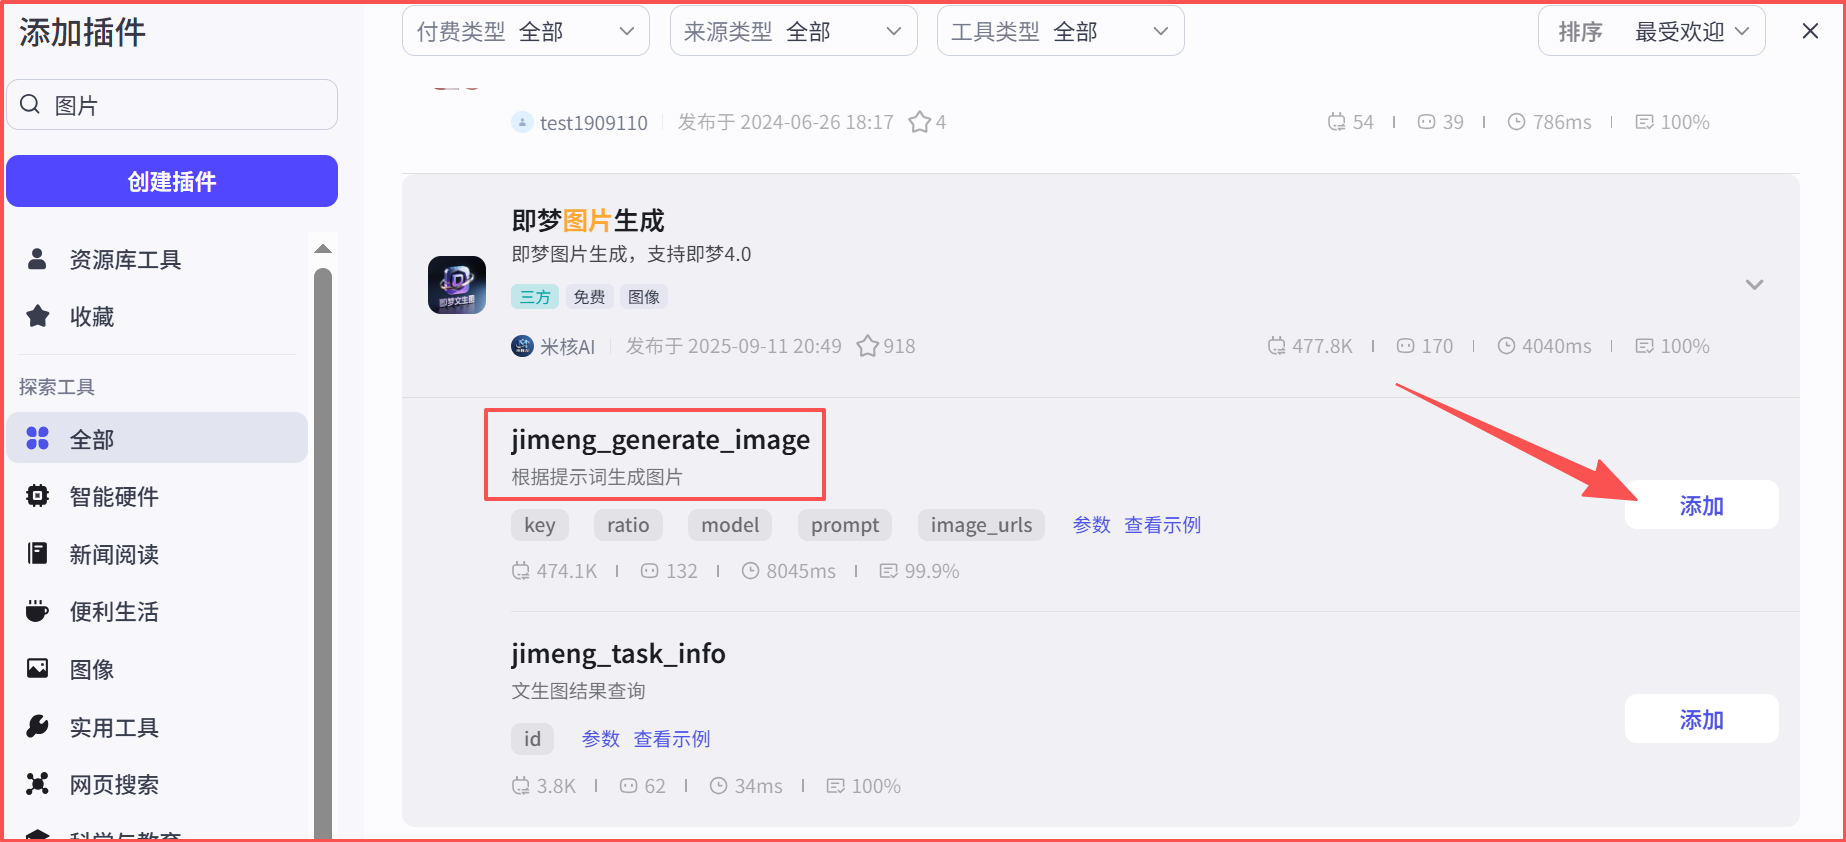 添加插件
付费类型 全部
来源类型 全部
工具类型 全部
排序 最受欢迎
图片
创建插件
资源库工具
收藏
探索工具
全部
智能硬件
新闻阅读
便利生活
图像
实用工具
网页搜索
科学与教育
test1909110 发布于 2024-06-26 18:17 4
54 39 786ms 100%
即梦图片生成
即梦图片生成，支持即梦4.0
三方 免费 图像
米核AI 发布于 2025-09-11 20:49 918
477.8K 170 4040ms 100%
jimeng_generate_image
根据提示词生成图片
key ratio model prompt image_urls 参数 查看示例
474.1K 132 8045ms 99.9%
添加
jimeng_task_info
文生图结果查询
id 参数 查看示例
3.8K 62 34ms 100%
添加